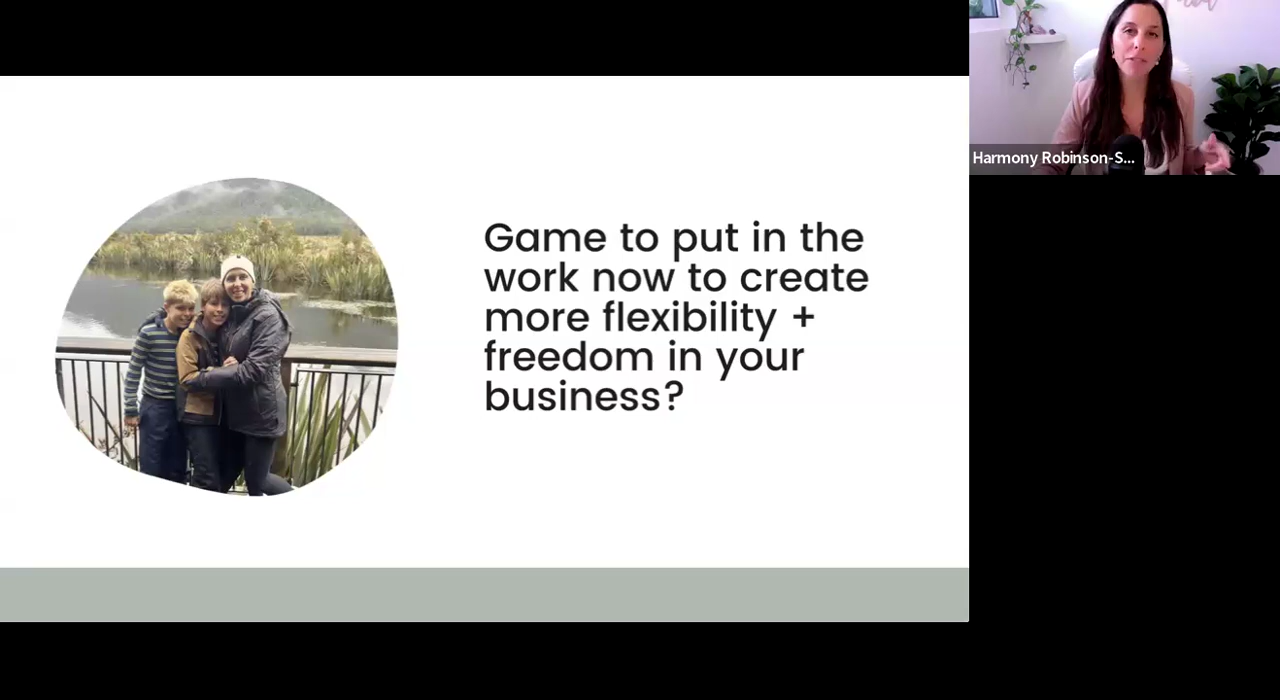 Harmony Robinson-S...
Game to put in the
work now to create
more flexibility +
freedom in your
business?